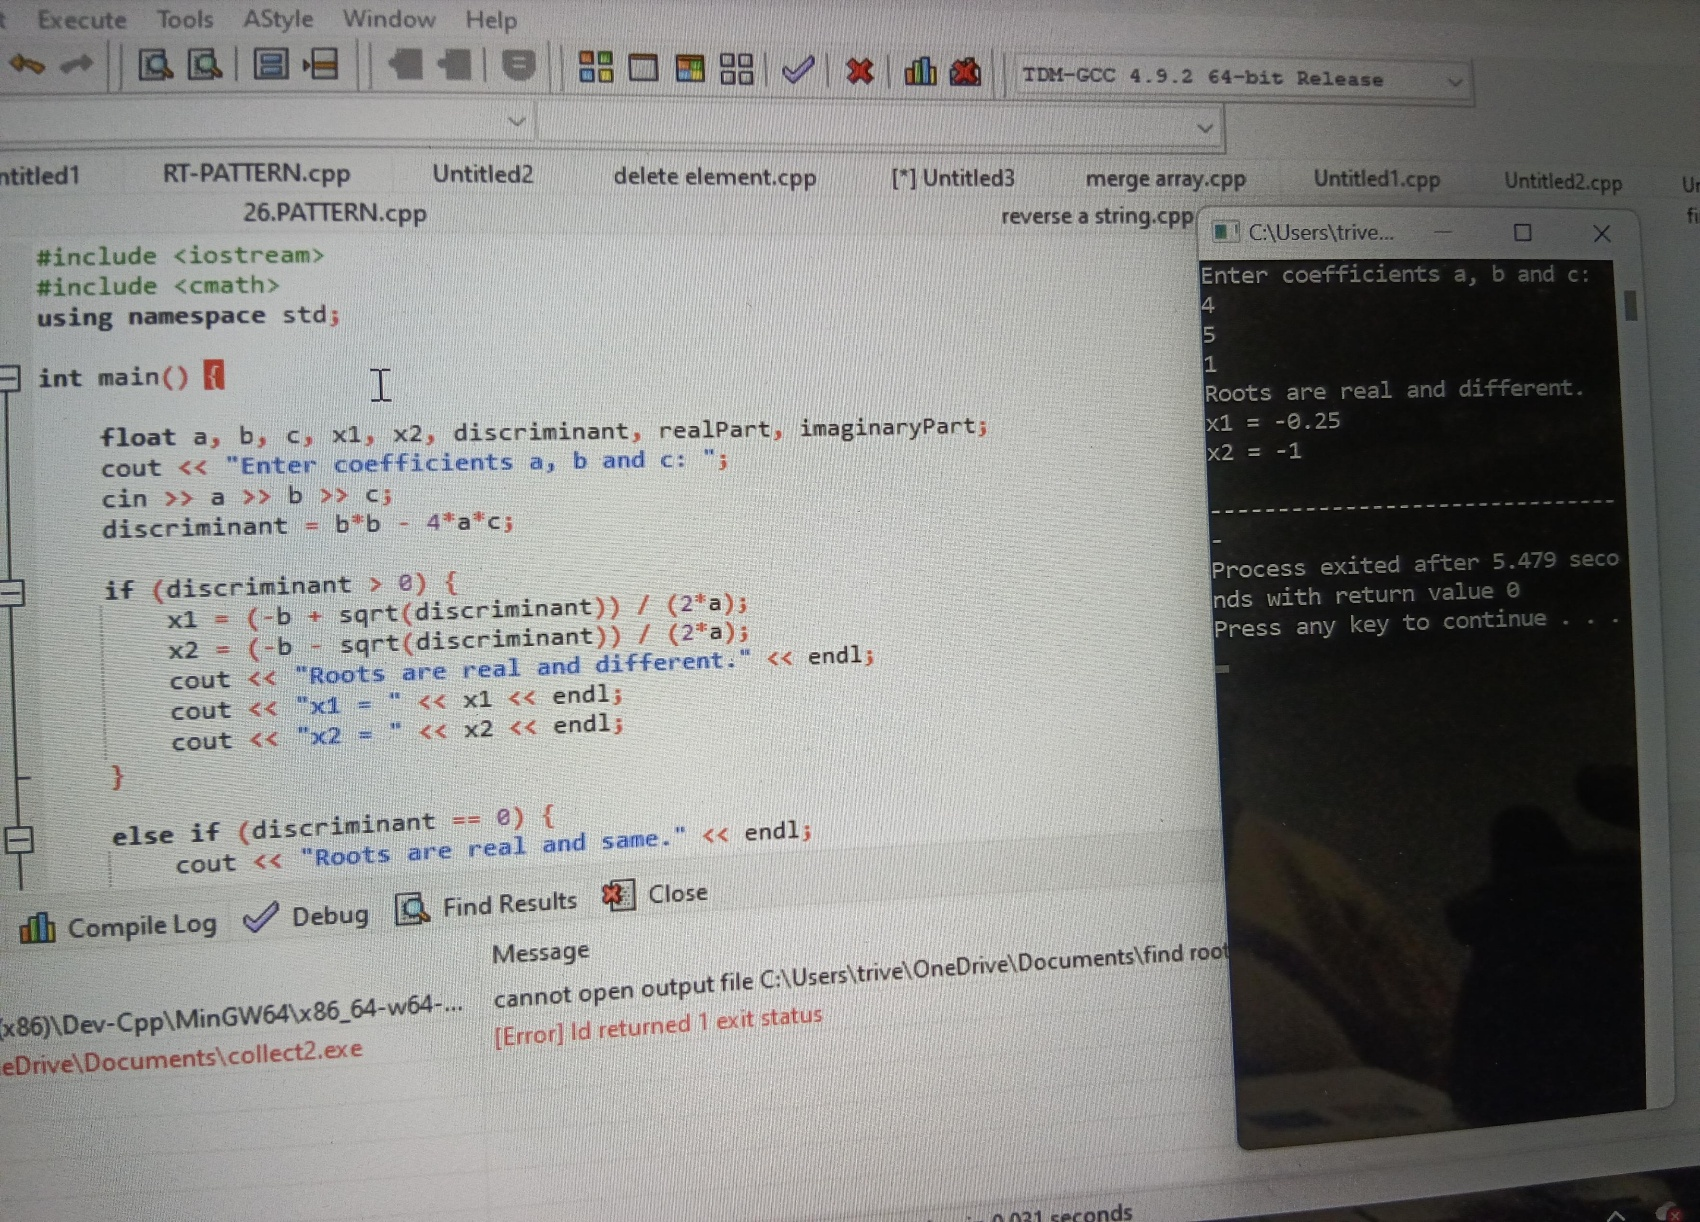 Execute Tools AStyle Window Help
TDM-GCC 4.9.2 64-bit Release
ntitled1 RT-PATTERN.cpp Untitled2 delete element.cpp [*] Untitled3 merge array.cpp Untitled1.cpp Untitled2.cpp
26.PATTERN.cpp reverse a string.cpp
#include <iostream>
#include <cmath>
using namespace std;
int main() {
float a, b, c, x1, x2, discriminant, realPart, imaginaryPart;
cout << "Enter coefficients a, b and c: ";
cin >> a >> b >> c;
discriminant = b*b - 4*a*c;
if (discriminant > 0) {
x1 = (-b + sqrt(discriminant)) / (2*a);
x2 = (-b - sqrt(discriminant)) / (2*a);
cout << "Roots are real and different." << endl;
cout << "x1 = " << x1 << endl;
cout << "x2 = " << x2 << endl;
}
else if (discriminant == 0) {
cout << "Roots are real and same." << endl;
C:\Users\trive...
Enter coefficients a, b and c:
4
5
1
Roots are real and different.
x1 = -0.25
x2 = -1
------------------------------
-
Process exited after 5.479 seco
nds with return value 0
Press any key to continue . . .
Compile Log Debug Find Results Close
Message
(x86)\Dev-Cpp\MinGW64\x86_64-w64-... cannot open output file C:\Users\trive\OneDrive\Documents\find root
eDrive\Documents\collect2.exe [Error] ld returned 1 exit status
0.031 seconds